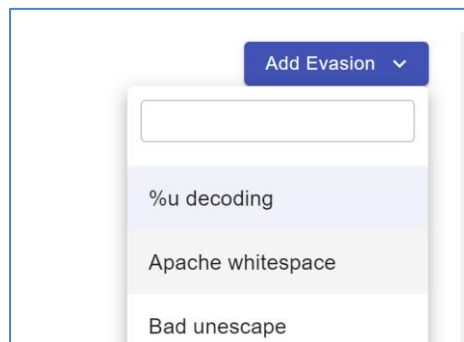 Add Evasion
%u decoding
Apache whitespace
Bad unescape